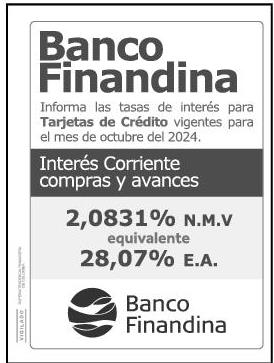 Banco
Finandina
Informa las tasas de interés para
Tarjetas de Crédito vigentes para
el mes de octubre del 2024.
Interés Corriente
compras y avances
2,0831% N.M.V
equivalente
28,07% E.A.
Banco
Finandina
VIGILADO